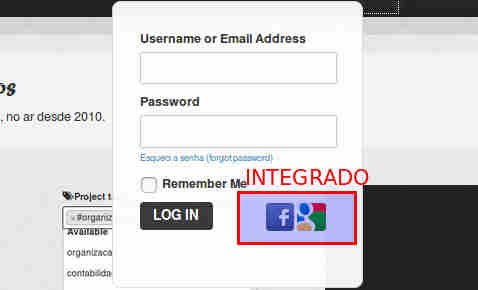 Username or Email Address
os
, no ar desde 2010.
Password
Esqueci a senha (forgot password)
Remember Me
INTEGRADO
LOG IN
f
g
Project t
× #organiz
Available
organizaca
contabilida